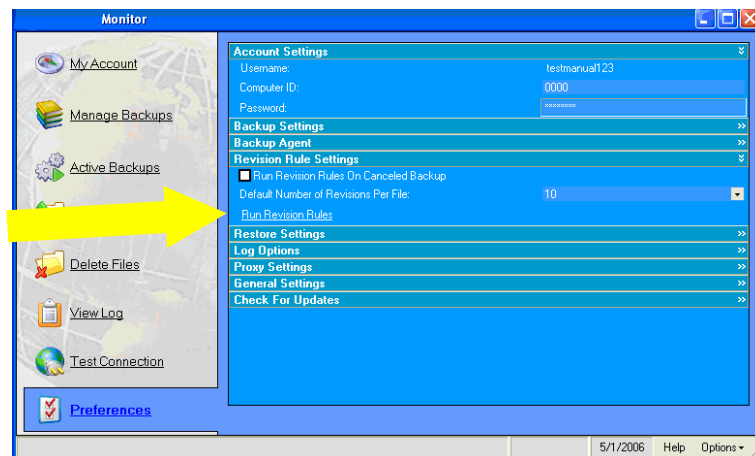 Monitor
My Account
Manage Backups
Active Backups
Delete Files
View Log
Test Connection
Preferences
Account Settings
Username: testmanual123
Computer ID: 0000
Password: xxxxxxx
Backup Settings
Backup Agent
Revision Rule Settings
Run Revision Rules On Canceled Backup
Default Number of Revisions Per File: 10
Run Revision Rules
Restore Settings
Log Options
Proxy Settings
General Settings
Check For Updates
5/1/2006 Help Options